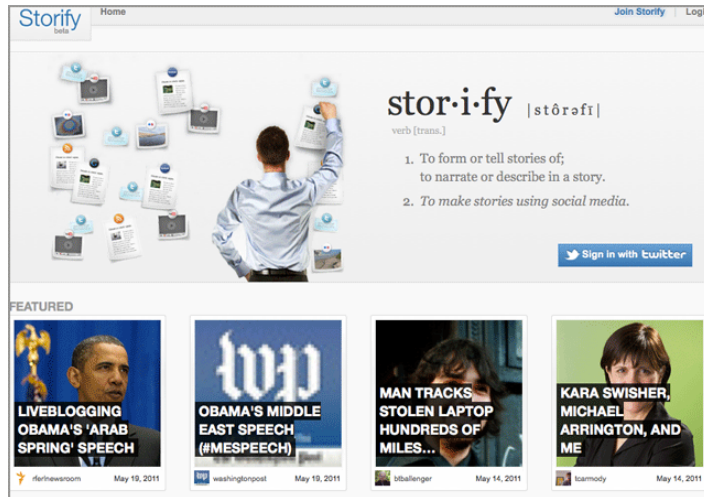 Storify
beta
Home
Join Storify
Logi
stor·i·fy |stôrəfī|
verb [trans.]
1. To form or tell stories of;
to narrate or describe in a story.
2. To make stories using social media.
Sign in with twitter
FEATURED
LIVEBLOGGING
OBAMA'S 'ARAB
SPRING' SPEECH
rferlnewsroom May 19, 2011
wp
OBAMA'S MIDDLE
EAST SPEECH
(#MESPEECH)
washingtonpost May 19, 2011
MAN TRACKS
STOLEN LAPTOP
HUNDREDS OF
MILES...
btballenger May 14, 2011
KARA SWISHER,
MICHAEL
ARRINGTON, AND
ME
tcarmody May 14, 2011